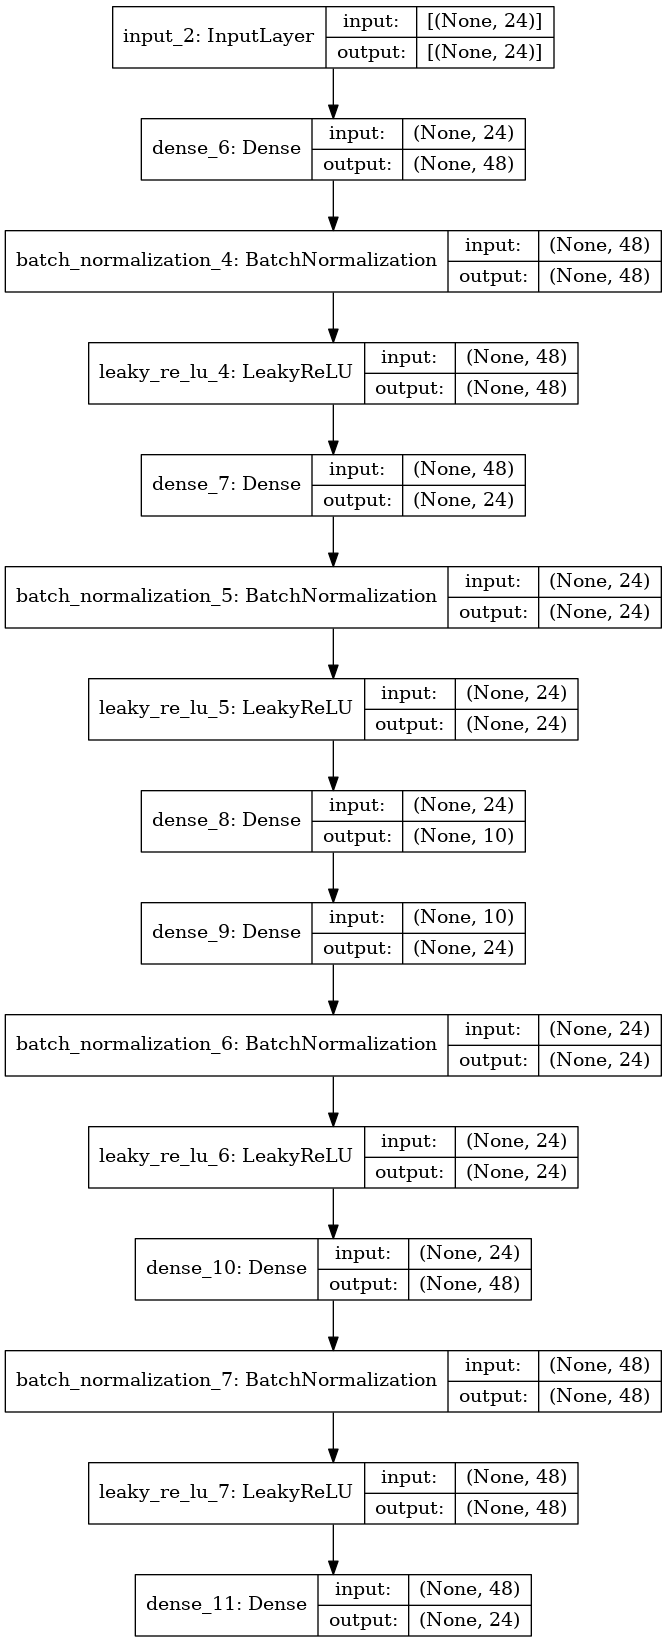 input_2: InputLayer
input: [(None, 24)]
output: [(None, 24)]
dense_6: Dense
input: (None, 24)
output: (None, 48)
batch_normalization_4: BatchNormalization
input: (None, 48)
output: (None, 48)
leaky_re_lu_4: LeakyReLU
input: (None, 48)
output: (None, 48)
dense_7: Dense
input: (None, 48)
output: (None, 24)
batch_normalization_5: BatchNormalization
input: (None, 24)
output: (None, 24)
leaky_re_lu_5: LeakyReLU
input: (None, 24)
output: (None, 24)
dense_8: Dense
input: (None, 24)
output: (None, 10)
dense_9: Dense
input: (None, 10)
output: (None, 24)
batch_normalization_6: BatchNormalization
input: (None, 24)
output: (None, 24)
leaky_re_lu_6: LeakyReLU
input: (None, 24)
output: (None, 24)
dense_10: Dense
input: (None, 24)
output: (None, 48)
batch_normalization_7: BatchNormalization
input: (None, 48)
output: (None, 48)
leaky_re_lu_7: LeakyReLU
input: (None, 48)
output: (None, 48)
dense_11: Dense
input: (None, 48)
output: (None, 24)